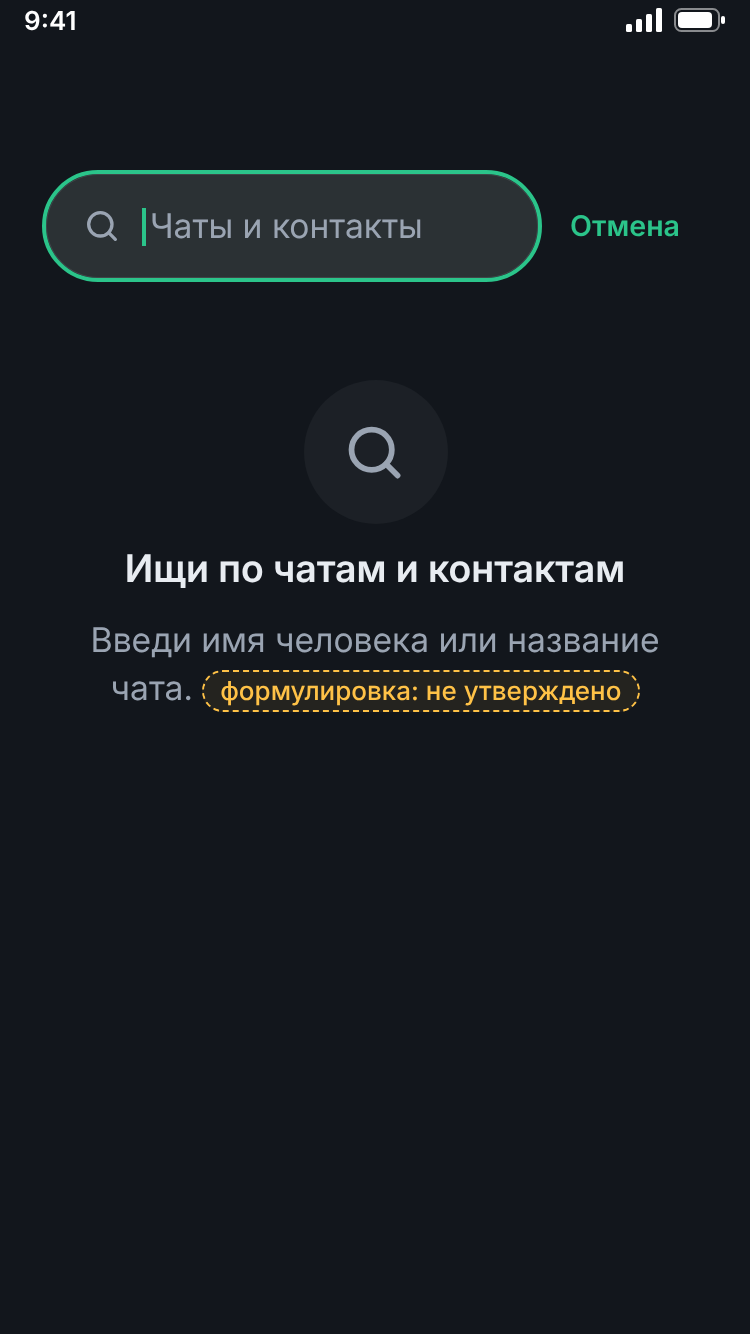 9:41
Чаты и контакты
Отмена
Ищи по чатам и контактам
Введи имя человека или название
чата. формулировка: не утверждено